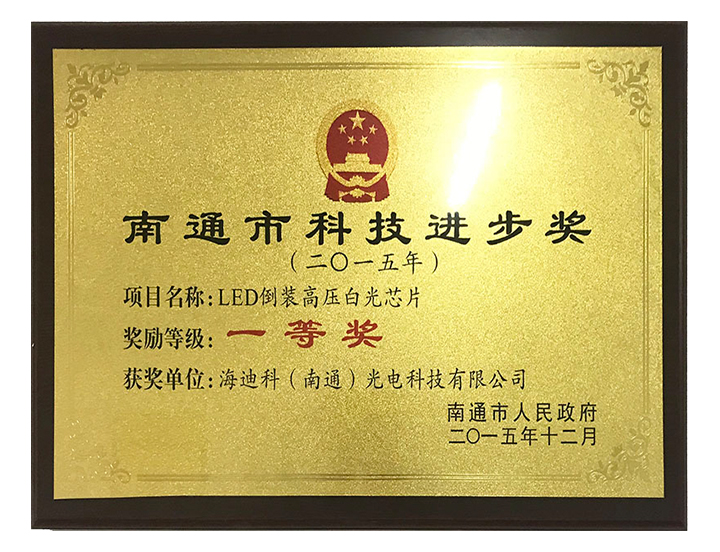 南通市科技进步奖
（二〇一五年）
项目名称：LED倒装高压白光芯片
奖励等级：一等奖
获奖单位：海迪科（南通）光电科技有限公司
南通市人民政府
二〇一五年十二月